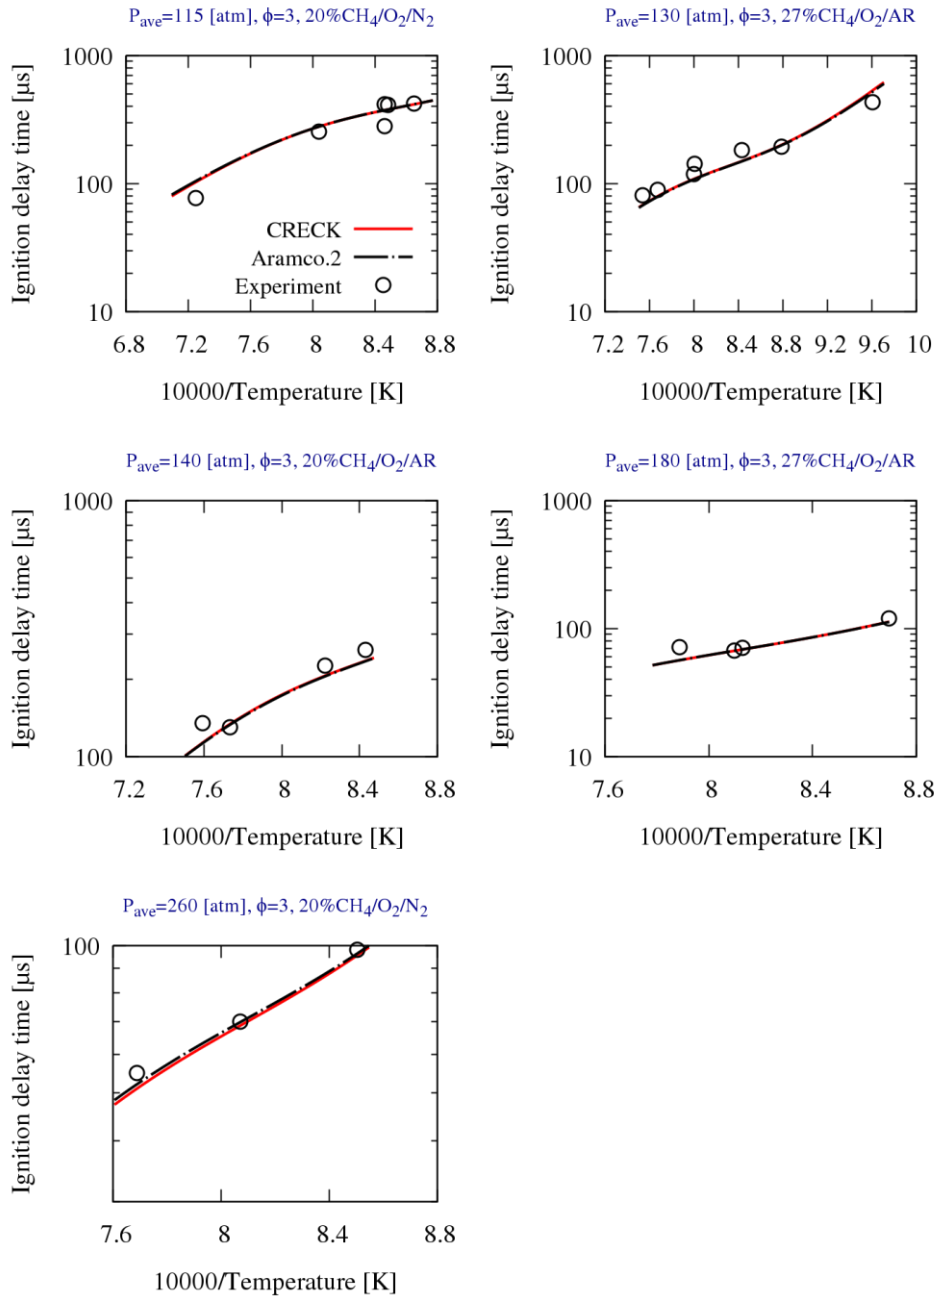 P_ave=115 [atm], ϕ=3, 20%CH₄/O₂/N₂
Ignition delay time [µs]
1000
100
10
CRECK
Aramco.2
Experiment
6.8 7.2 7.6 8 8.4 8.8
10000/Temperature [K]
P_ave=130 [atm], ϕ=3, 27%CH₄/O₂/AR
Ignition delay time [µs]
1000
100
10
7.2 7.6 8 8.4 8.8 9.2 9.6 10
10000/Temperature [K]
P_ave=140 [atm], ϕ=3, 20%CH₄/O₂/AR
Ignition delay time [µs]
1000
100
7.2 7.6 8 8.4 8.8
10000/Temperature [K]
P_ave=180 [atm], ϕ=3, 27%CH₄/O₂/AR
Ignition delay time [µs]
1000
100
10
7.6 8 8.4 8.8
10000/Temperature [K]
P_ave=260 [atm], ϕ=3, 20%CH₄/O₂/N₂
Ignition delay time [µs]
100
7.6 8 8.4 8.8
10000/Temperature [K]